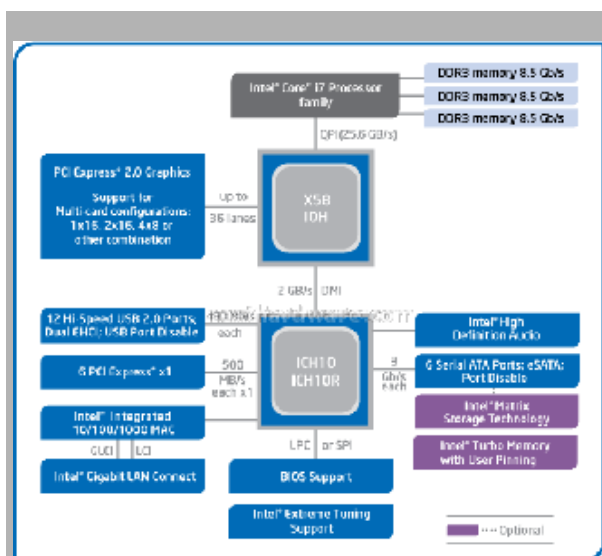 Intel® Core™ i7 Processor
family
DDR3 memory 8.5 Gb/s
DDR3 memory 8.5 Gb/s
DDR3 memory 8.5 Gb/s
QPI (25.6 GB/s)
PCI Express® 2.0 Graphics
Support for
Multi-card configurations:
1x16, 2x16, 4x8 or
other combination
up to
36 lanes
X58
IOH
2 GB/s DMI
12 Hi-Speed USB 2.0 Ports;
Dual EHCI; USB Port Disable
each
6 PCI Express® x1
500
MB/s
each x1
Intel® Integrated
10/100/1000 MAC
GLCI LCI
Intel® Gigabit LAN Connect
ICH10
ICH10R
Intel® High
Definition Audio
3
Gb/s
each
6 Serial ATA Ports; eSATA;
Port Disable
Intel® Matrix
Storage Technology
Intel® Turbo Memory
with User Pinning
LPC or SPI
BIOS Support
Intel® Extreme Tuning
Support
Optional